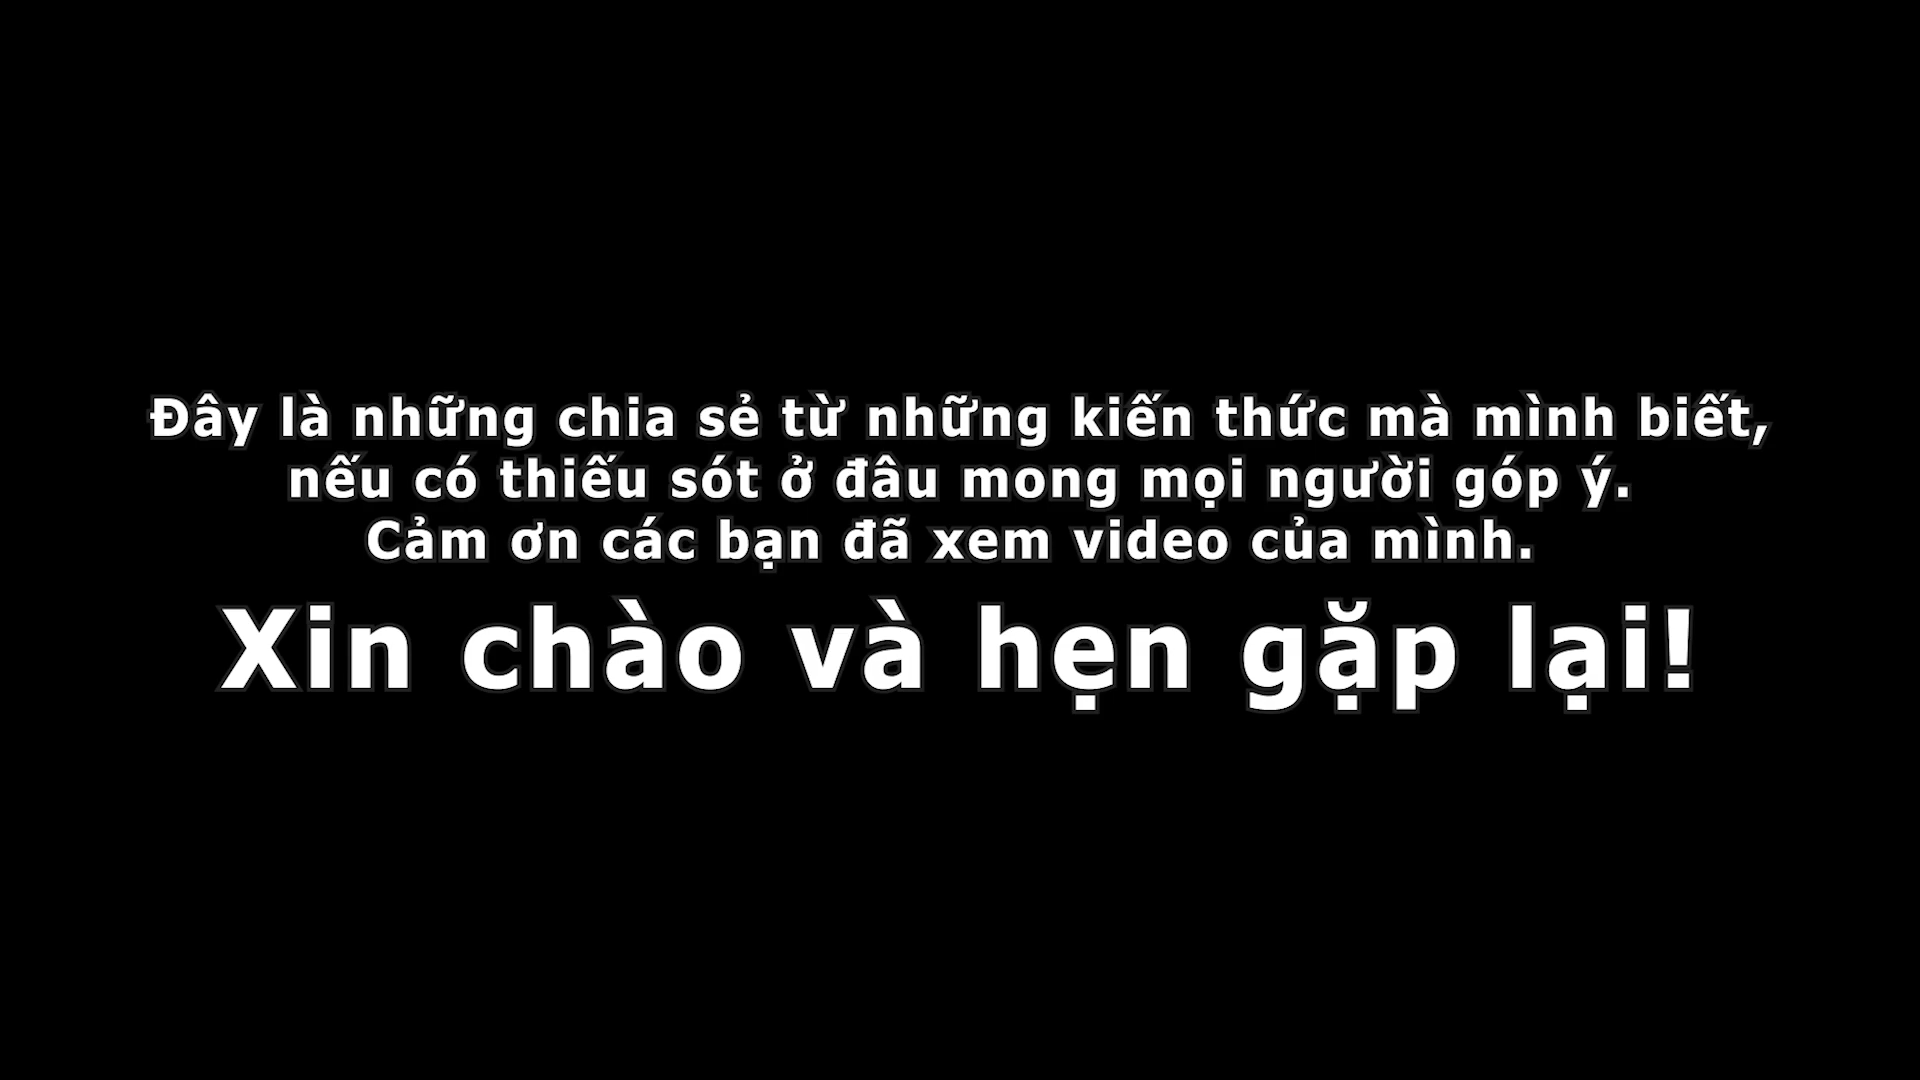 Đây là những chia sẻ từ những kiến thức mà mình biết,
nếu có thiếu sót ở đâu mong mọi người góp ý.
Cảm ơn các bạn đã xem video của mình.
Xin chào và hẹn gặp lại!